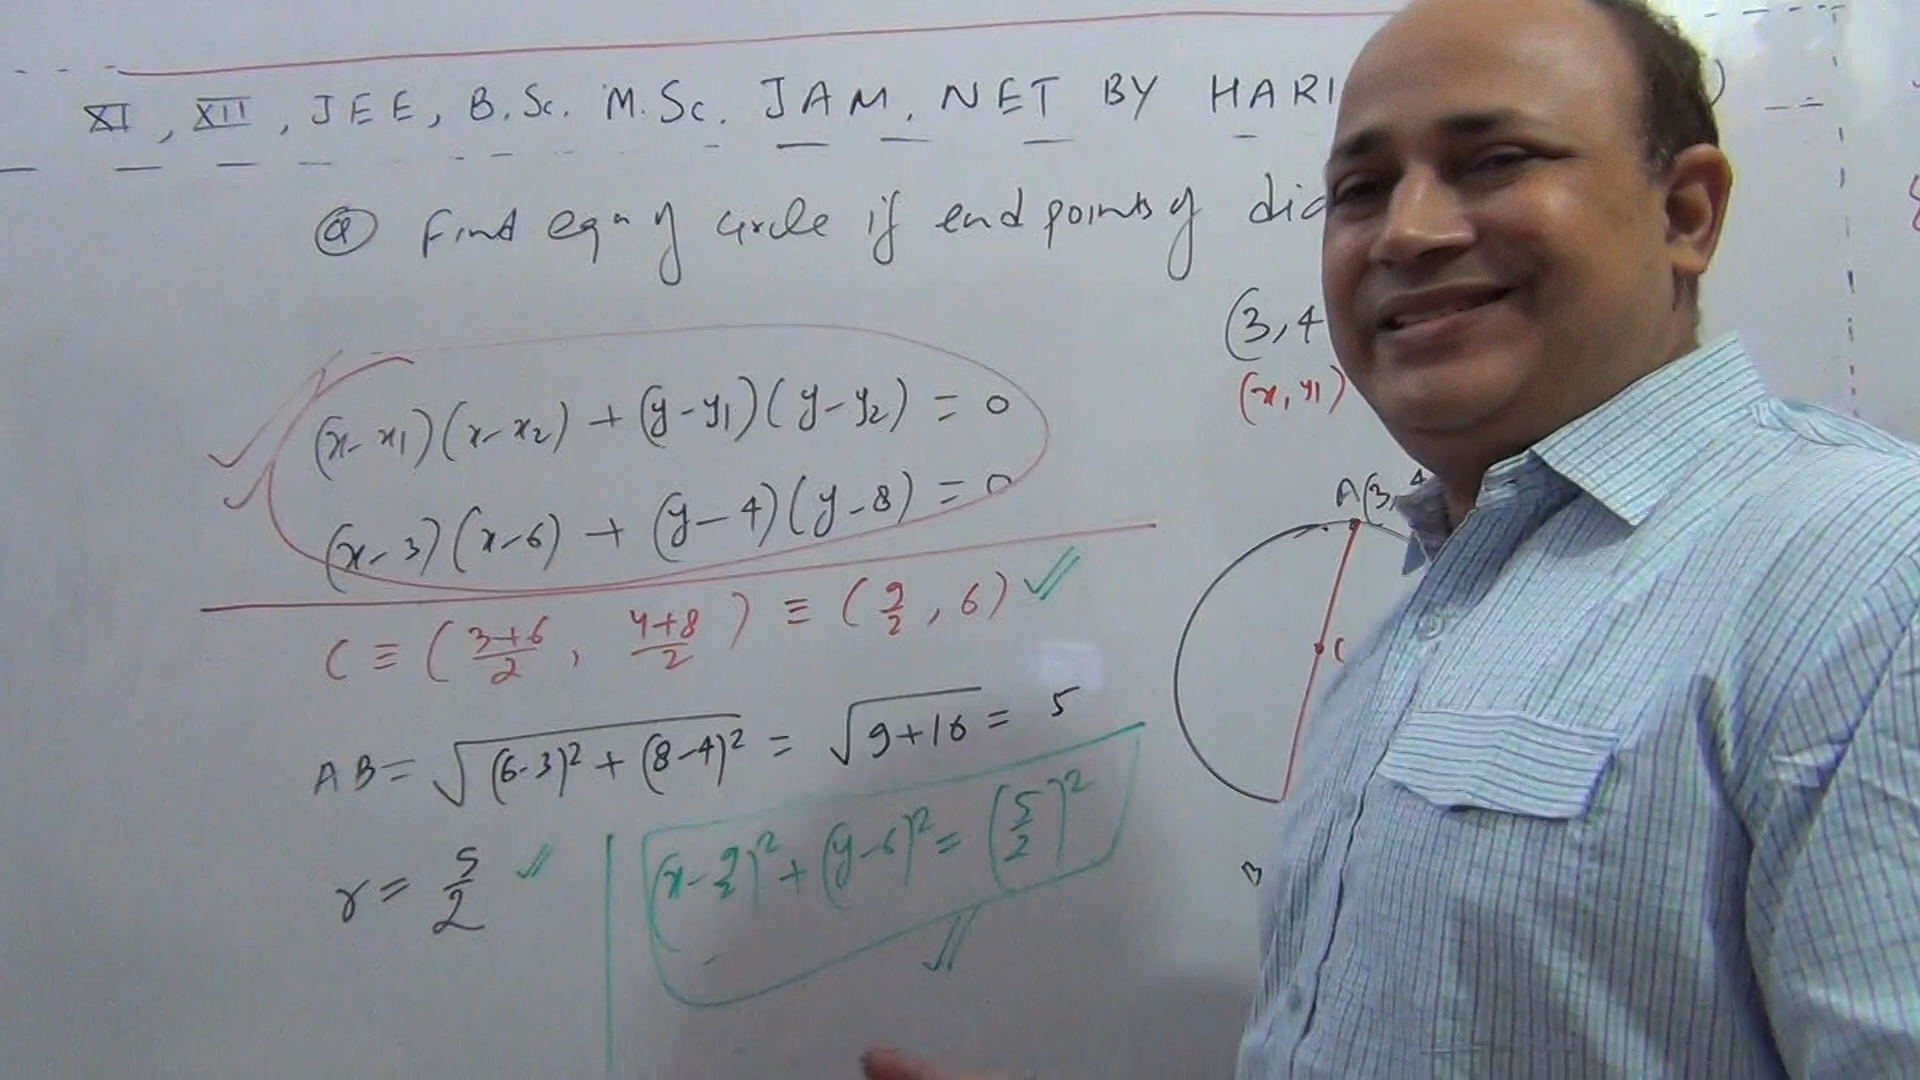 XI, XII, JEE, B.Sc. M.Sc. JAM, NET BY HARI )
Q Find eqn of circle if end points of dia
(3,4
(x, y1)
(x-x1)(x-x2) + (y-y1)(y-y2) = 0
(x-3)(x-6) + (y-4)(y-8) = 0
A(3, 4
C ≡ (3+6/2, 4+8/2) ≡ (9/2, 6)
C
AB = √(6-3)² + (8-4)² = √9+16 = 5
r = 5/2
(x-9/2)² + (y-6)² = (5/2)²
B